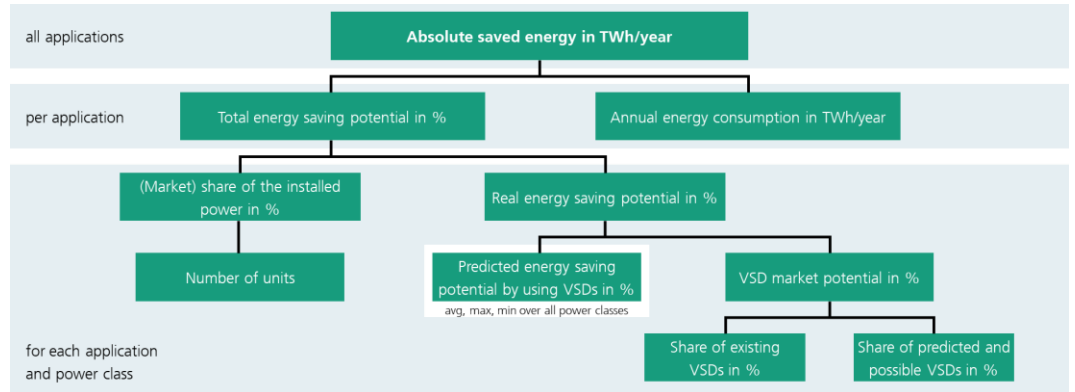 all applications
Absolute saved energy in TWh/year
per application
Total energy saving potential in %
Annual energy consumption in TWh/year
(Market) share of the installed
power in %
Real energy saving potential in %
Number of units
Predicted energy saving
potential by using VSDs in %
avg, max, min over all power classes
VSD market potential in %
for each application
and power class
Share of existing
VSDs in %
Share of predicted and
possible VSDs in %